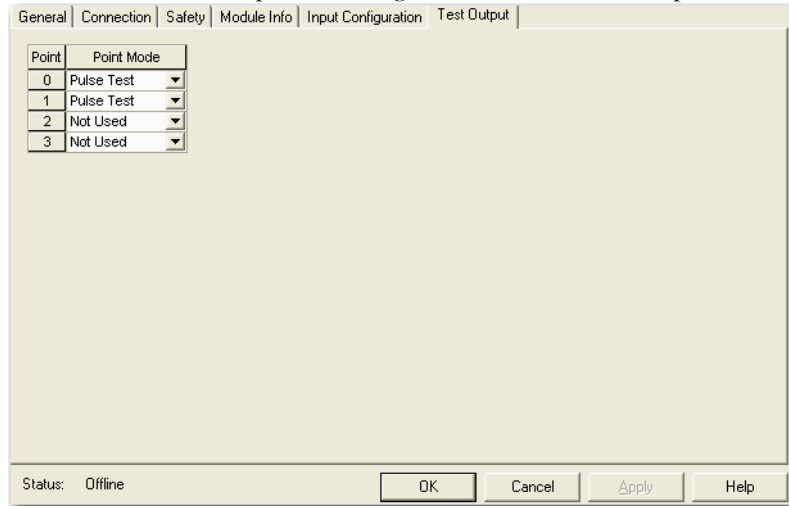 General Connection Safety Module Info Input Configuration Test Output
Point Point Mode
0 Pulse Test
1 Pulse Test
2 Not Used
3 Not Used
Status: Offline OK Cancel Apply Help